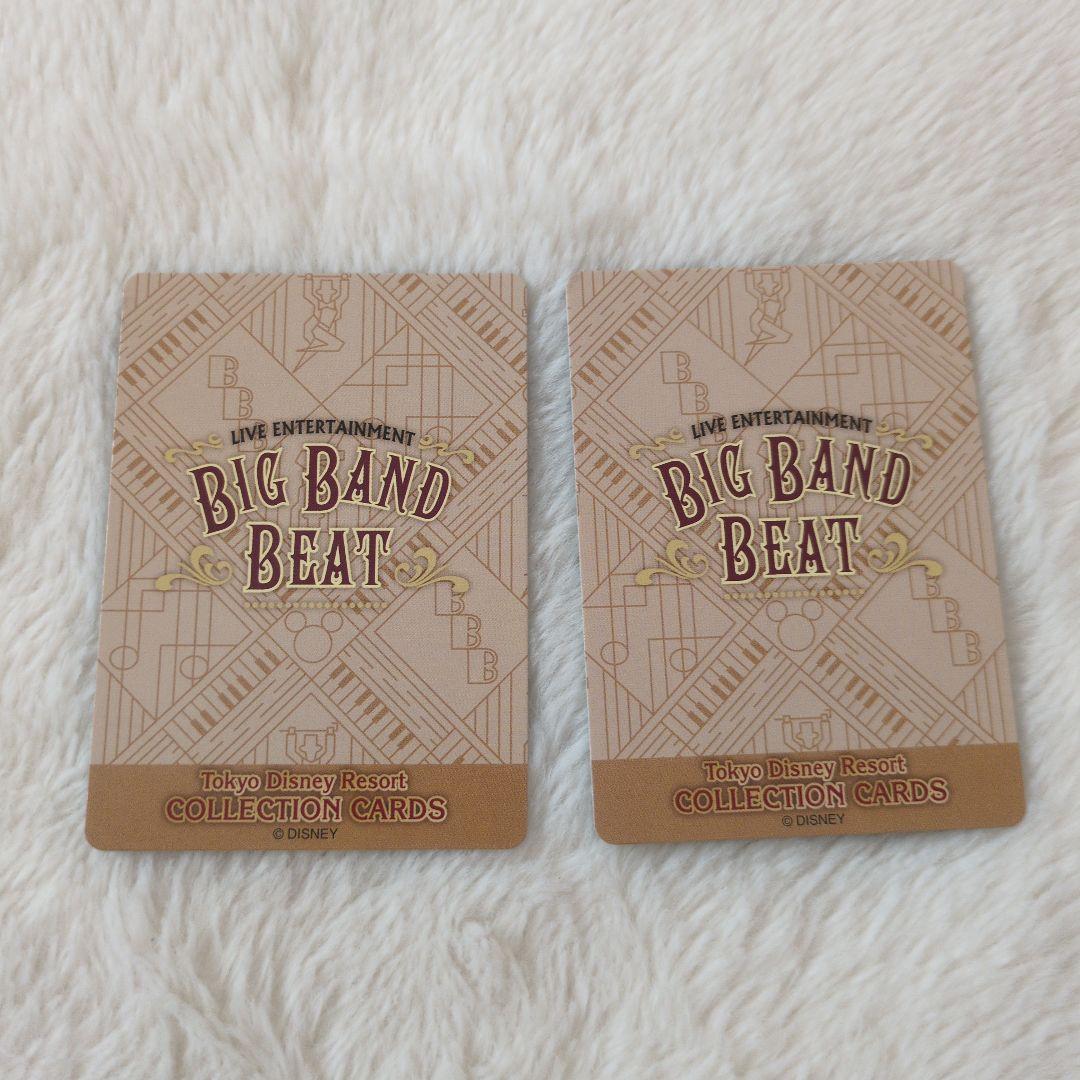 LIVE ENTERTAINMENT
BIG BAND
BEAT
B
B
B
B
B
B
Tokyo Disney Resort
COLLECTION CARDS
© DISNEY
LIVE ENTERTAINMENT
BIG BAND
BEAT
B
B
B
B
B
B
Tokyo Disney Resort
COLLECTION CARDS
© DISNEY